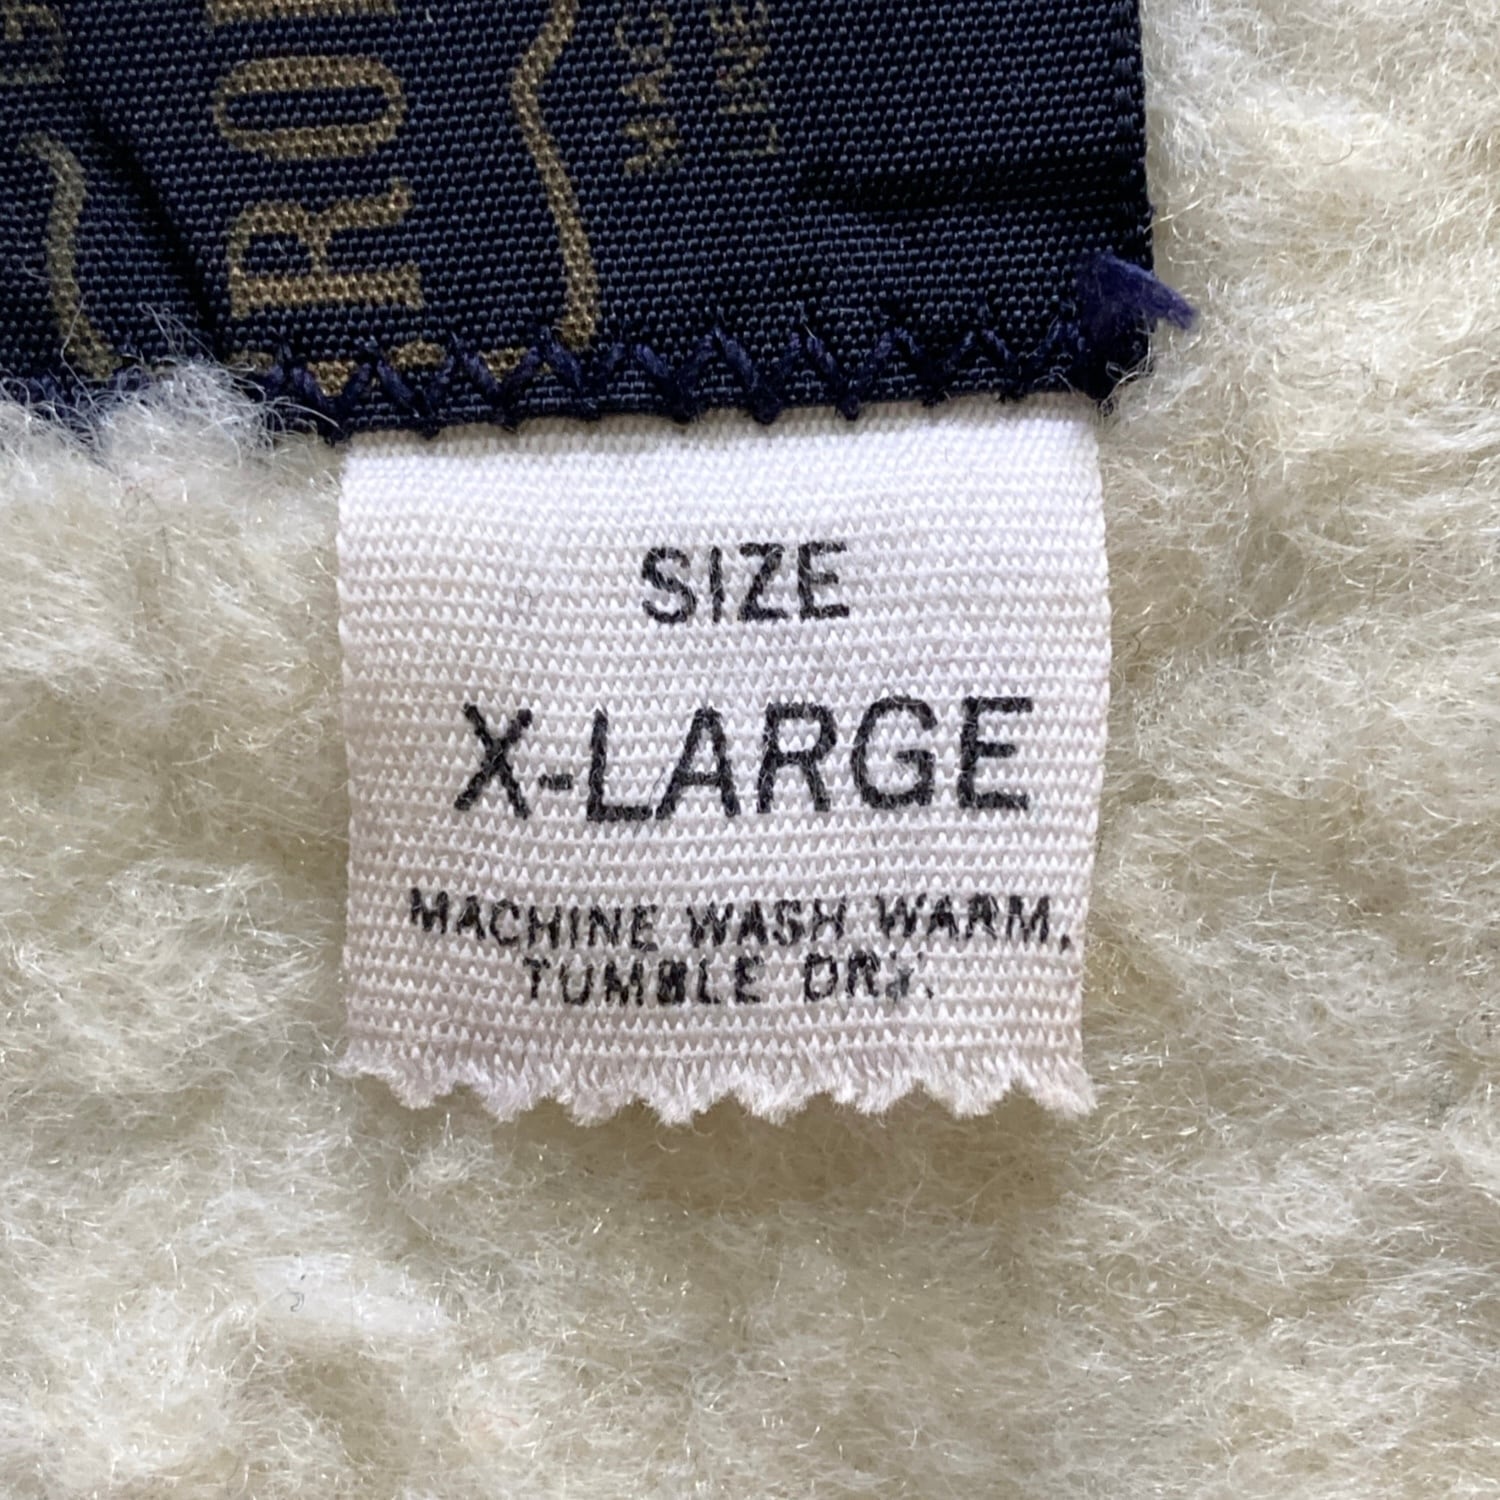 SIZE
X-LARGE
MACHINE WASH WARM.
TUMBLE DRY.